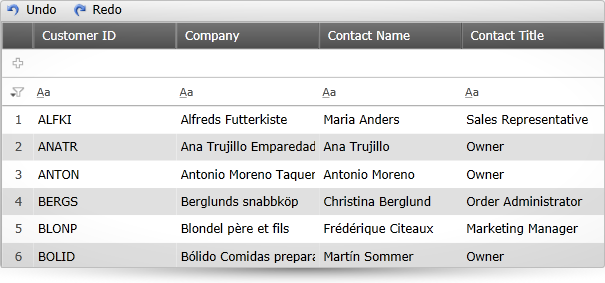 Undo Redo
Customer ID Company Contact Name Contact Title
Aa Aa Aa Aa
1 ALFKI Alfreds Futterkiste Maria Anders Sales Representative
2 ANATR Ana Trujillo Emparedad Ana Trujillo Owner
3 ANTON Antonio Moreno Taquer Antonio Moreno Owner
4 BERGS Berglunds snabbköp Christina Berglund Order Administrator
5 BLONP Blondel père et fils Frédérique Citeaux Marketing Manager
6 BOLID Bólido Comidas prepara Martín Sommer Owner